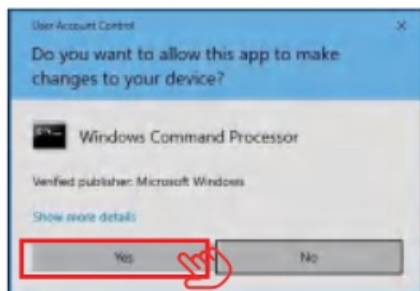 User Account Control
Do you want to allow this app to make
changes to your device?
Windows Command Processor
Verified publisher: Microsoft Windows
Show more details
Yes
No